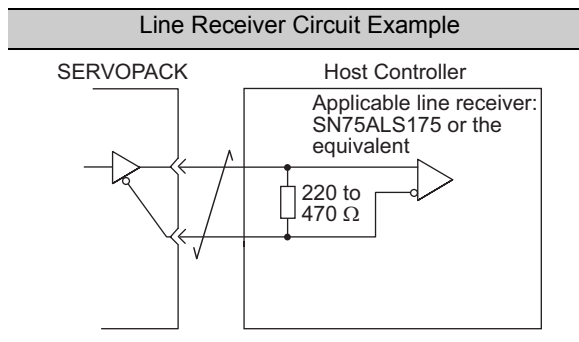 Line Receiver Circuit Example
SERVOPACK
Host Controller
Applicable line receiver:
SN75ALS175 or the
equivalent
220 to
470 Ω